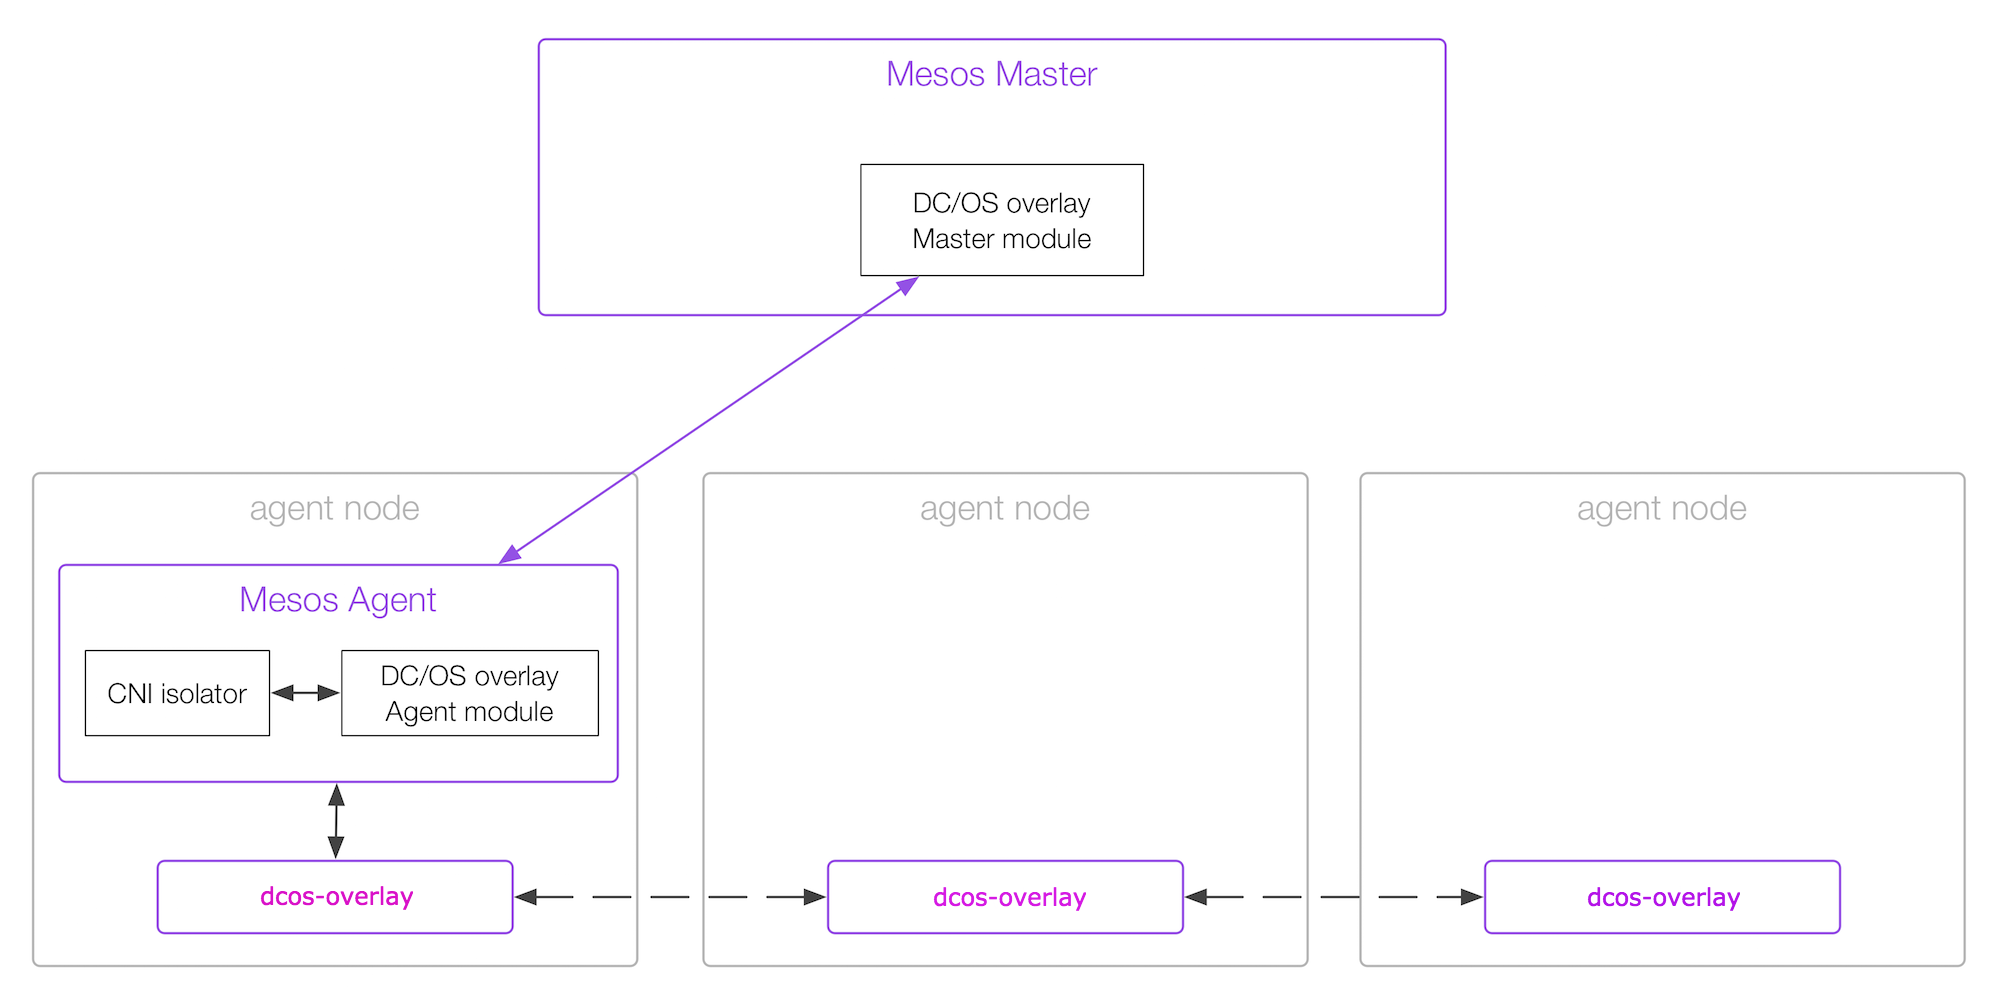 Mesos Master
DC/OS overlay
Master module
agent node
agent node
agent node
Mesos Agent
CNI isolator
DC/OS overlay
Agent module
dcos-overlay
dcos-overlay
dcos-overlay